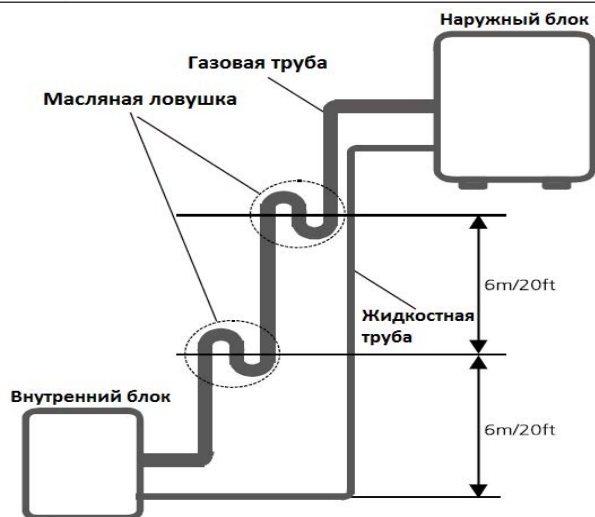 Наружный блок
Газовая труба
Масляная ловушка
6m/20ft
Жидкостная
труба
Внутренний блок
6m/20ft